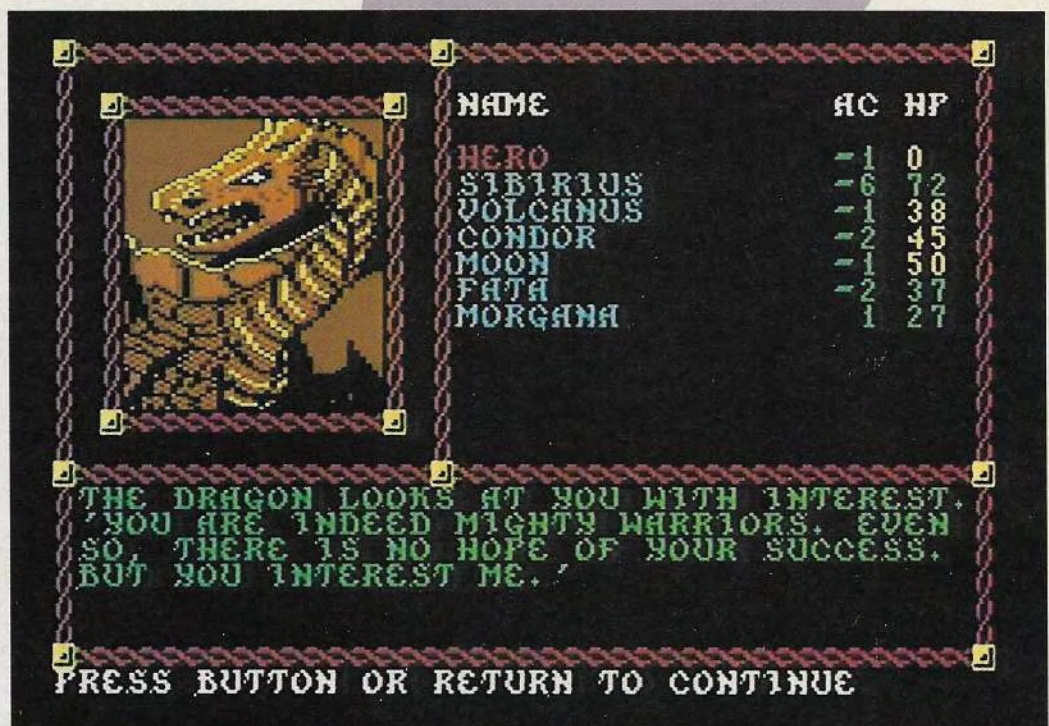 NAME AC HP
HERO -1 0
SIBIRIUS -6 72
VOLCANUS -1 38
CONDOR -2 45
MOON -1 50
FATA -2 37
MORGANA 1 27
THE DRAGON LOOKS AT YOU WITH INTEREST.
'YOU ARE INDEED MIGHTY WARRIORS. EVEN
SO, THERE IS NO HOPE OF YOUR SUCCESS.
BUT YOU INTEREST ME.'
PRESS BUTTON OR RETURN TO CONTINUE